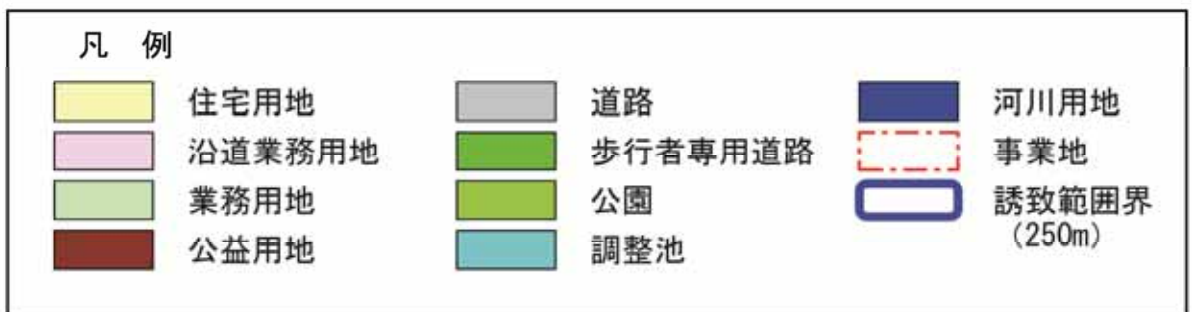 凡 例
住宅用地
沿道業務用地
業務用地
公益用地
道路
歩行者専用道路
公園
調整池
河川用地
事業地
誘致範囲界
(250m)